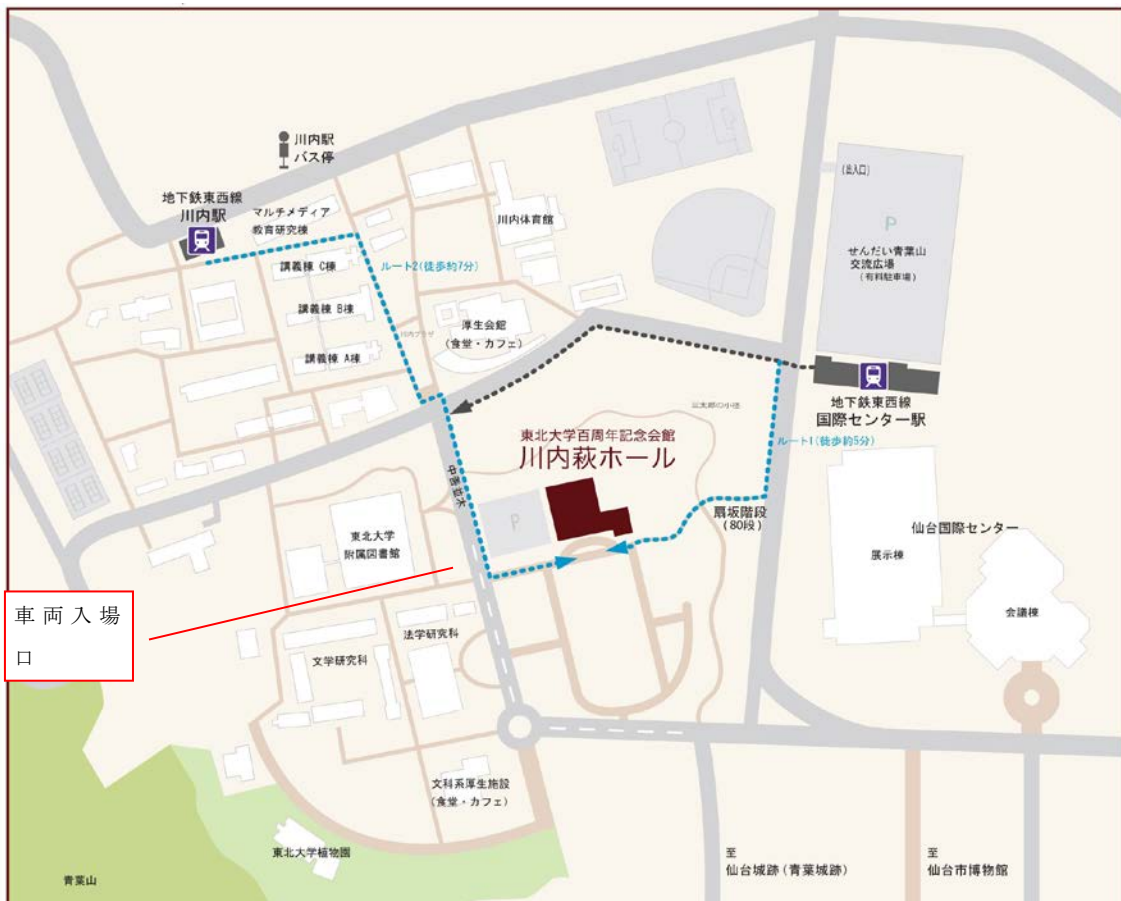 川内駅
バス停
地下鉄東西線
川内駅
マルチメディア
教育研究棟
川内体育館
(出入口)
P
せんだい青葉山
交流広場
(有料駐車場)
講義棟 C棟
ルート2(徒歩約7分)
講義棟 B棟
川内プラザ
厚生会館
(食堂・カフェ)
講義棟 A棟
地下鉄東西線
国際センター駅
三太郎の小径
東北大学百周年記念会館
川内萩ホール
ルート1(徒歩約5分)
中善並木
P
扇坂階段
(80段)
仙台国際センター
東北大学
附属図書館
展示棟
会議棟
車両入場
口
法学研究科
文学研究科
文科系厚生施設
(食堂・カフェ)
東北大学植物園
青葉山
至
仙台城跡(青葉城跡)
至
仙台市博物館